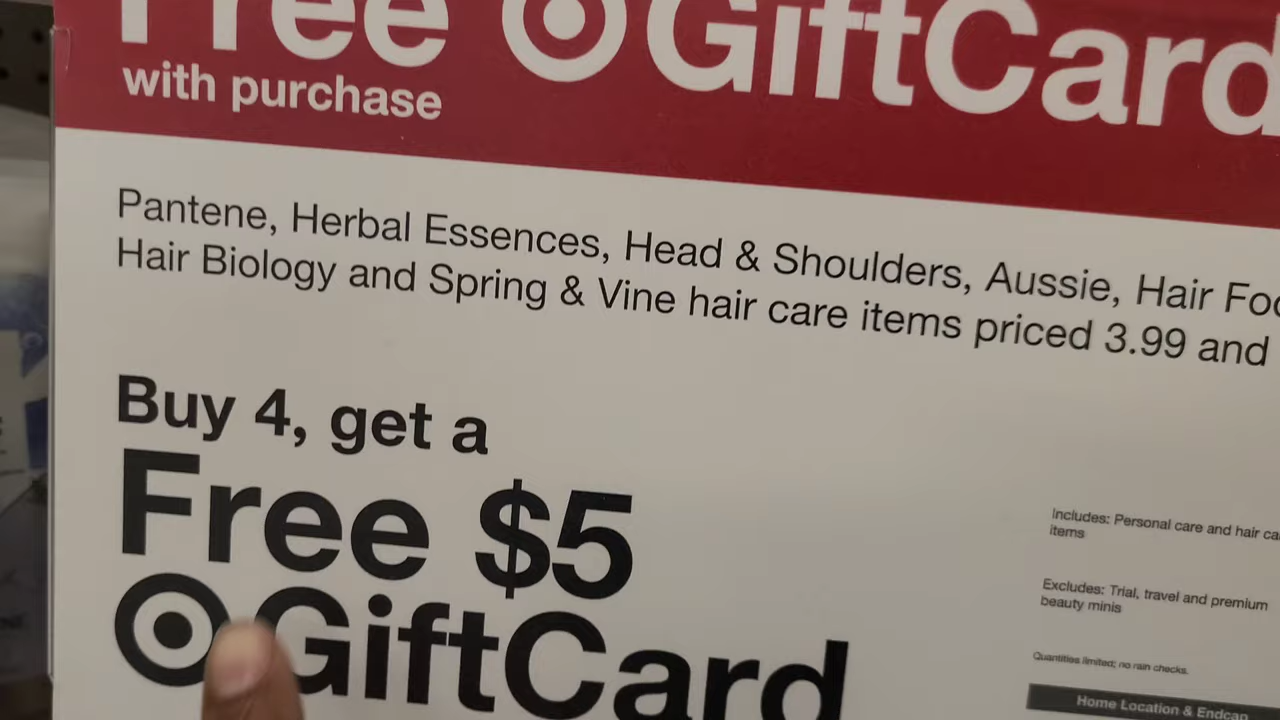 Free GiftCard
with purchase
Pantene, Herbal Essences, Head & Shoulders, Aussie, Hair
Hair Biology and Spring & Vine hair care items priced 3.99 and
Buy 4, get a
Free $5
GiftCard
Includes: Personal care and hair
items
Excludes: Trial, travel and premium
beauty minis
Quantities limited; no rain checks.
Home Location & Endcap